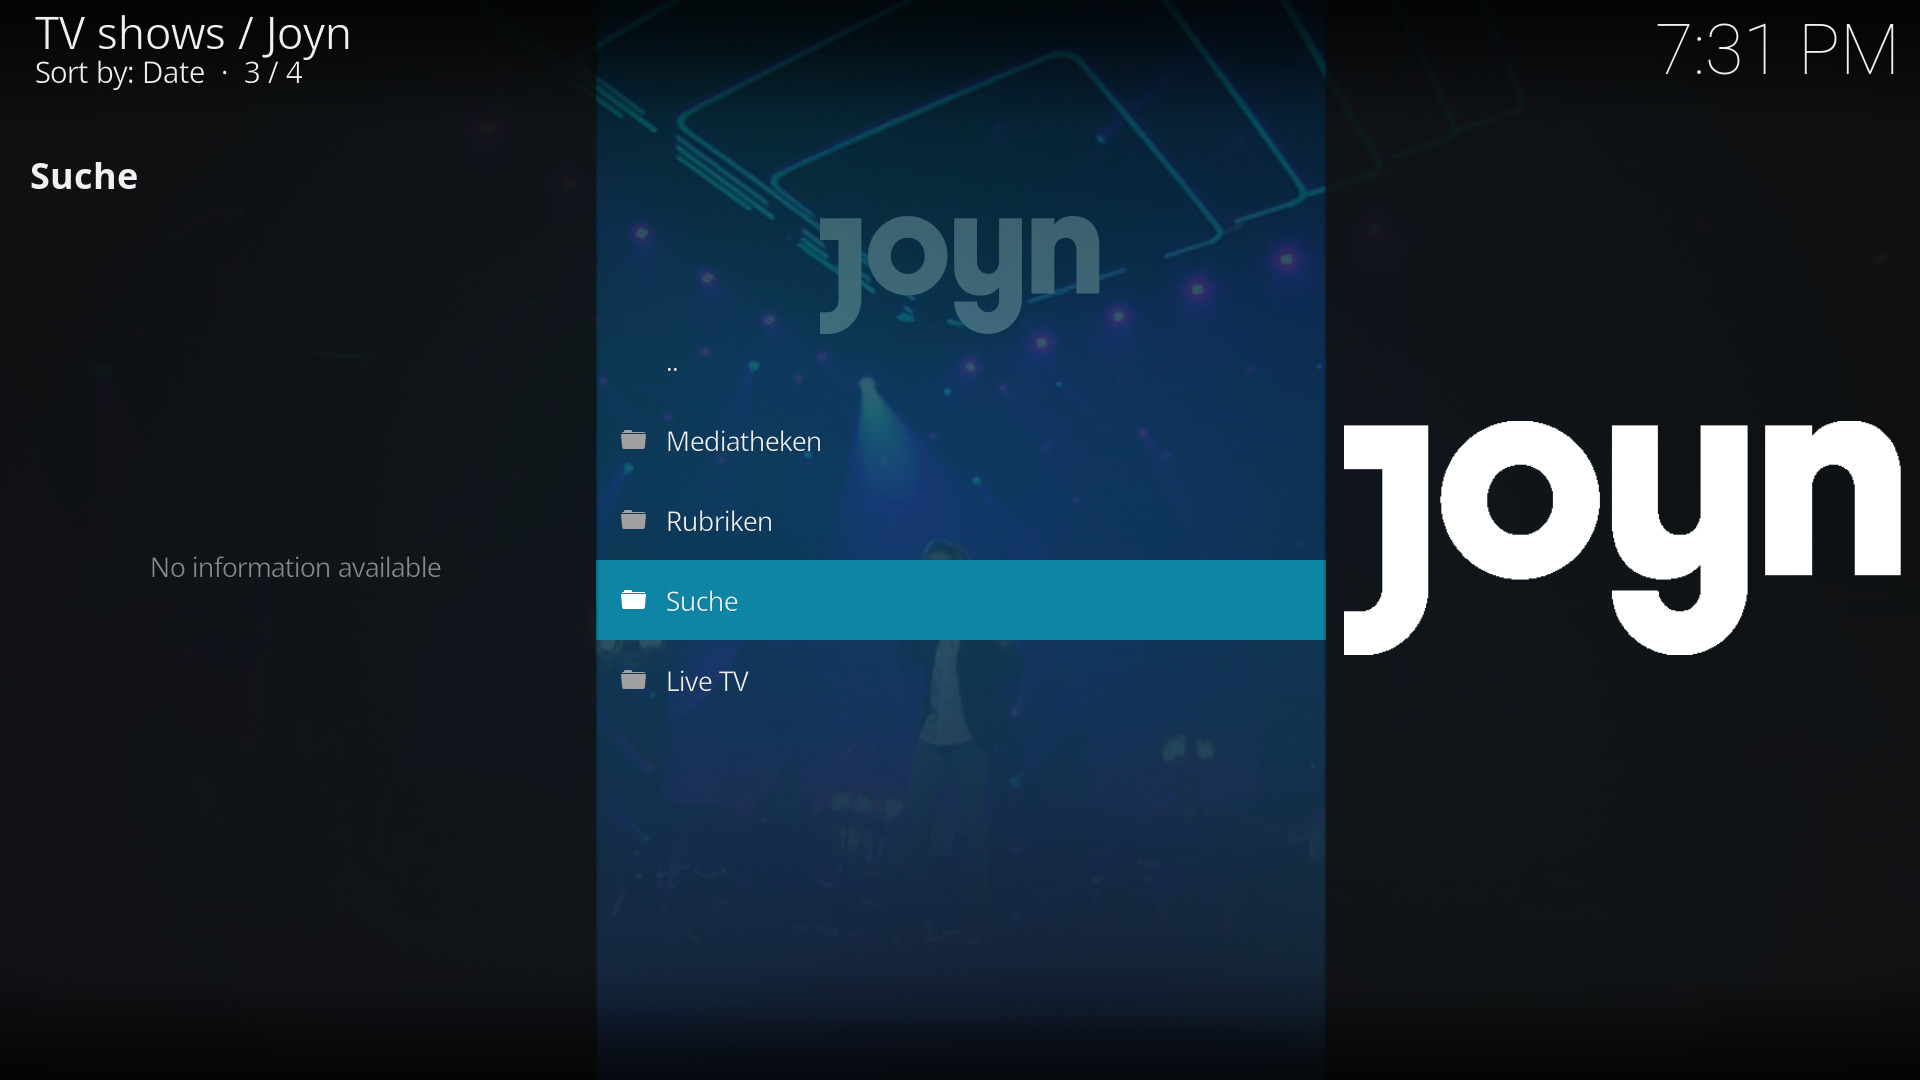 TV shows / Joyn
Sort by: Date · 3 / 4
7:31 PM
Suche
joyn
..
Mediatheken
Rubriken
Suche
Live TV
No information available
joyn